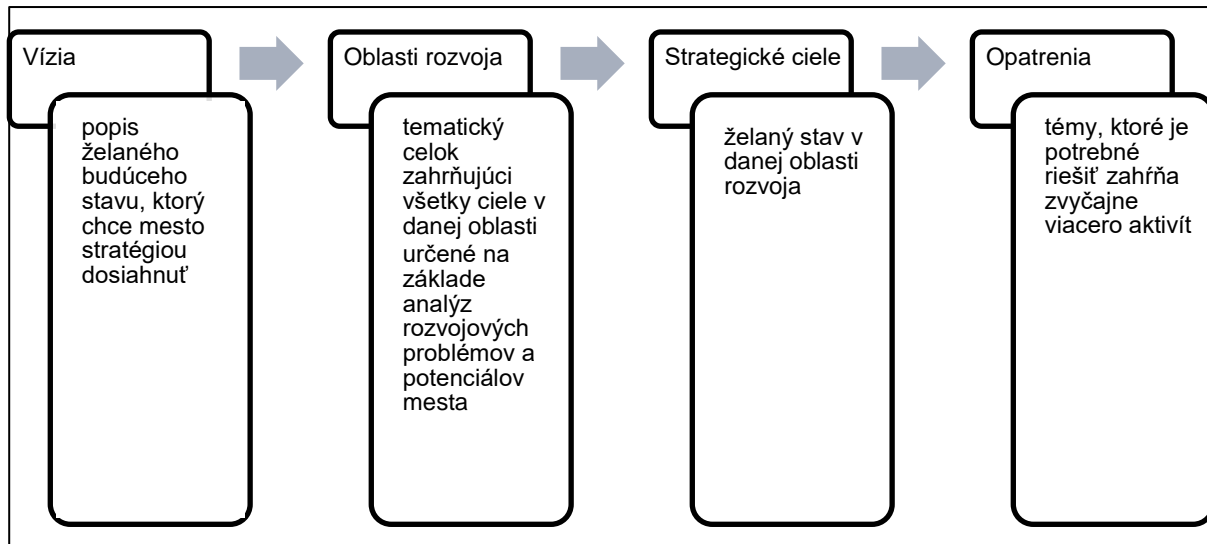 Vízia
popis
želaného
budúceho
stavu, ktorý
chce mesto
stratégiou
dosiahnuť
Oblasti rozvoja
tematický
celok
zahrňujúci
všetky ciele v
danej oblasti
určené na
základe
analýz
rozvojových
problémov a
potenciálov
mesta
Strategické ciele
želaný stav v
danej oblasti
rozvoja
Opatrenia
témy, ktoré je
potrebné
riešiť zahŕňa
zvyčajne
viacero aktivít